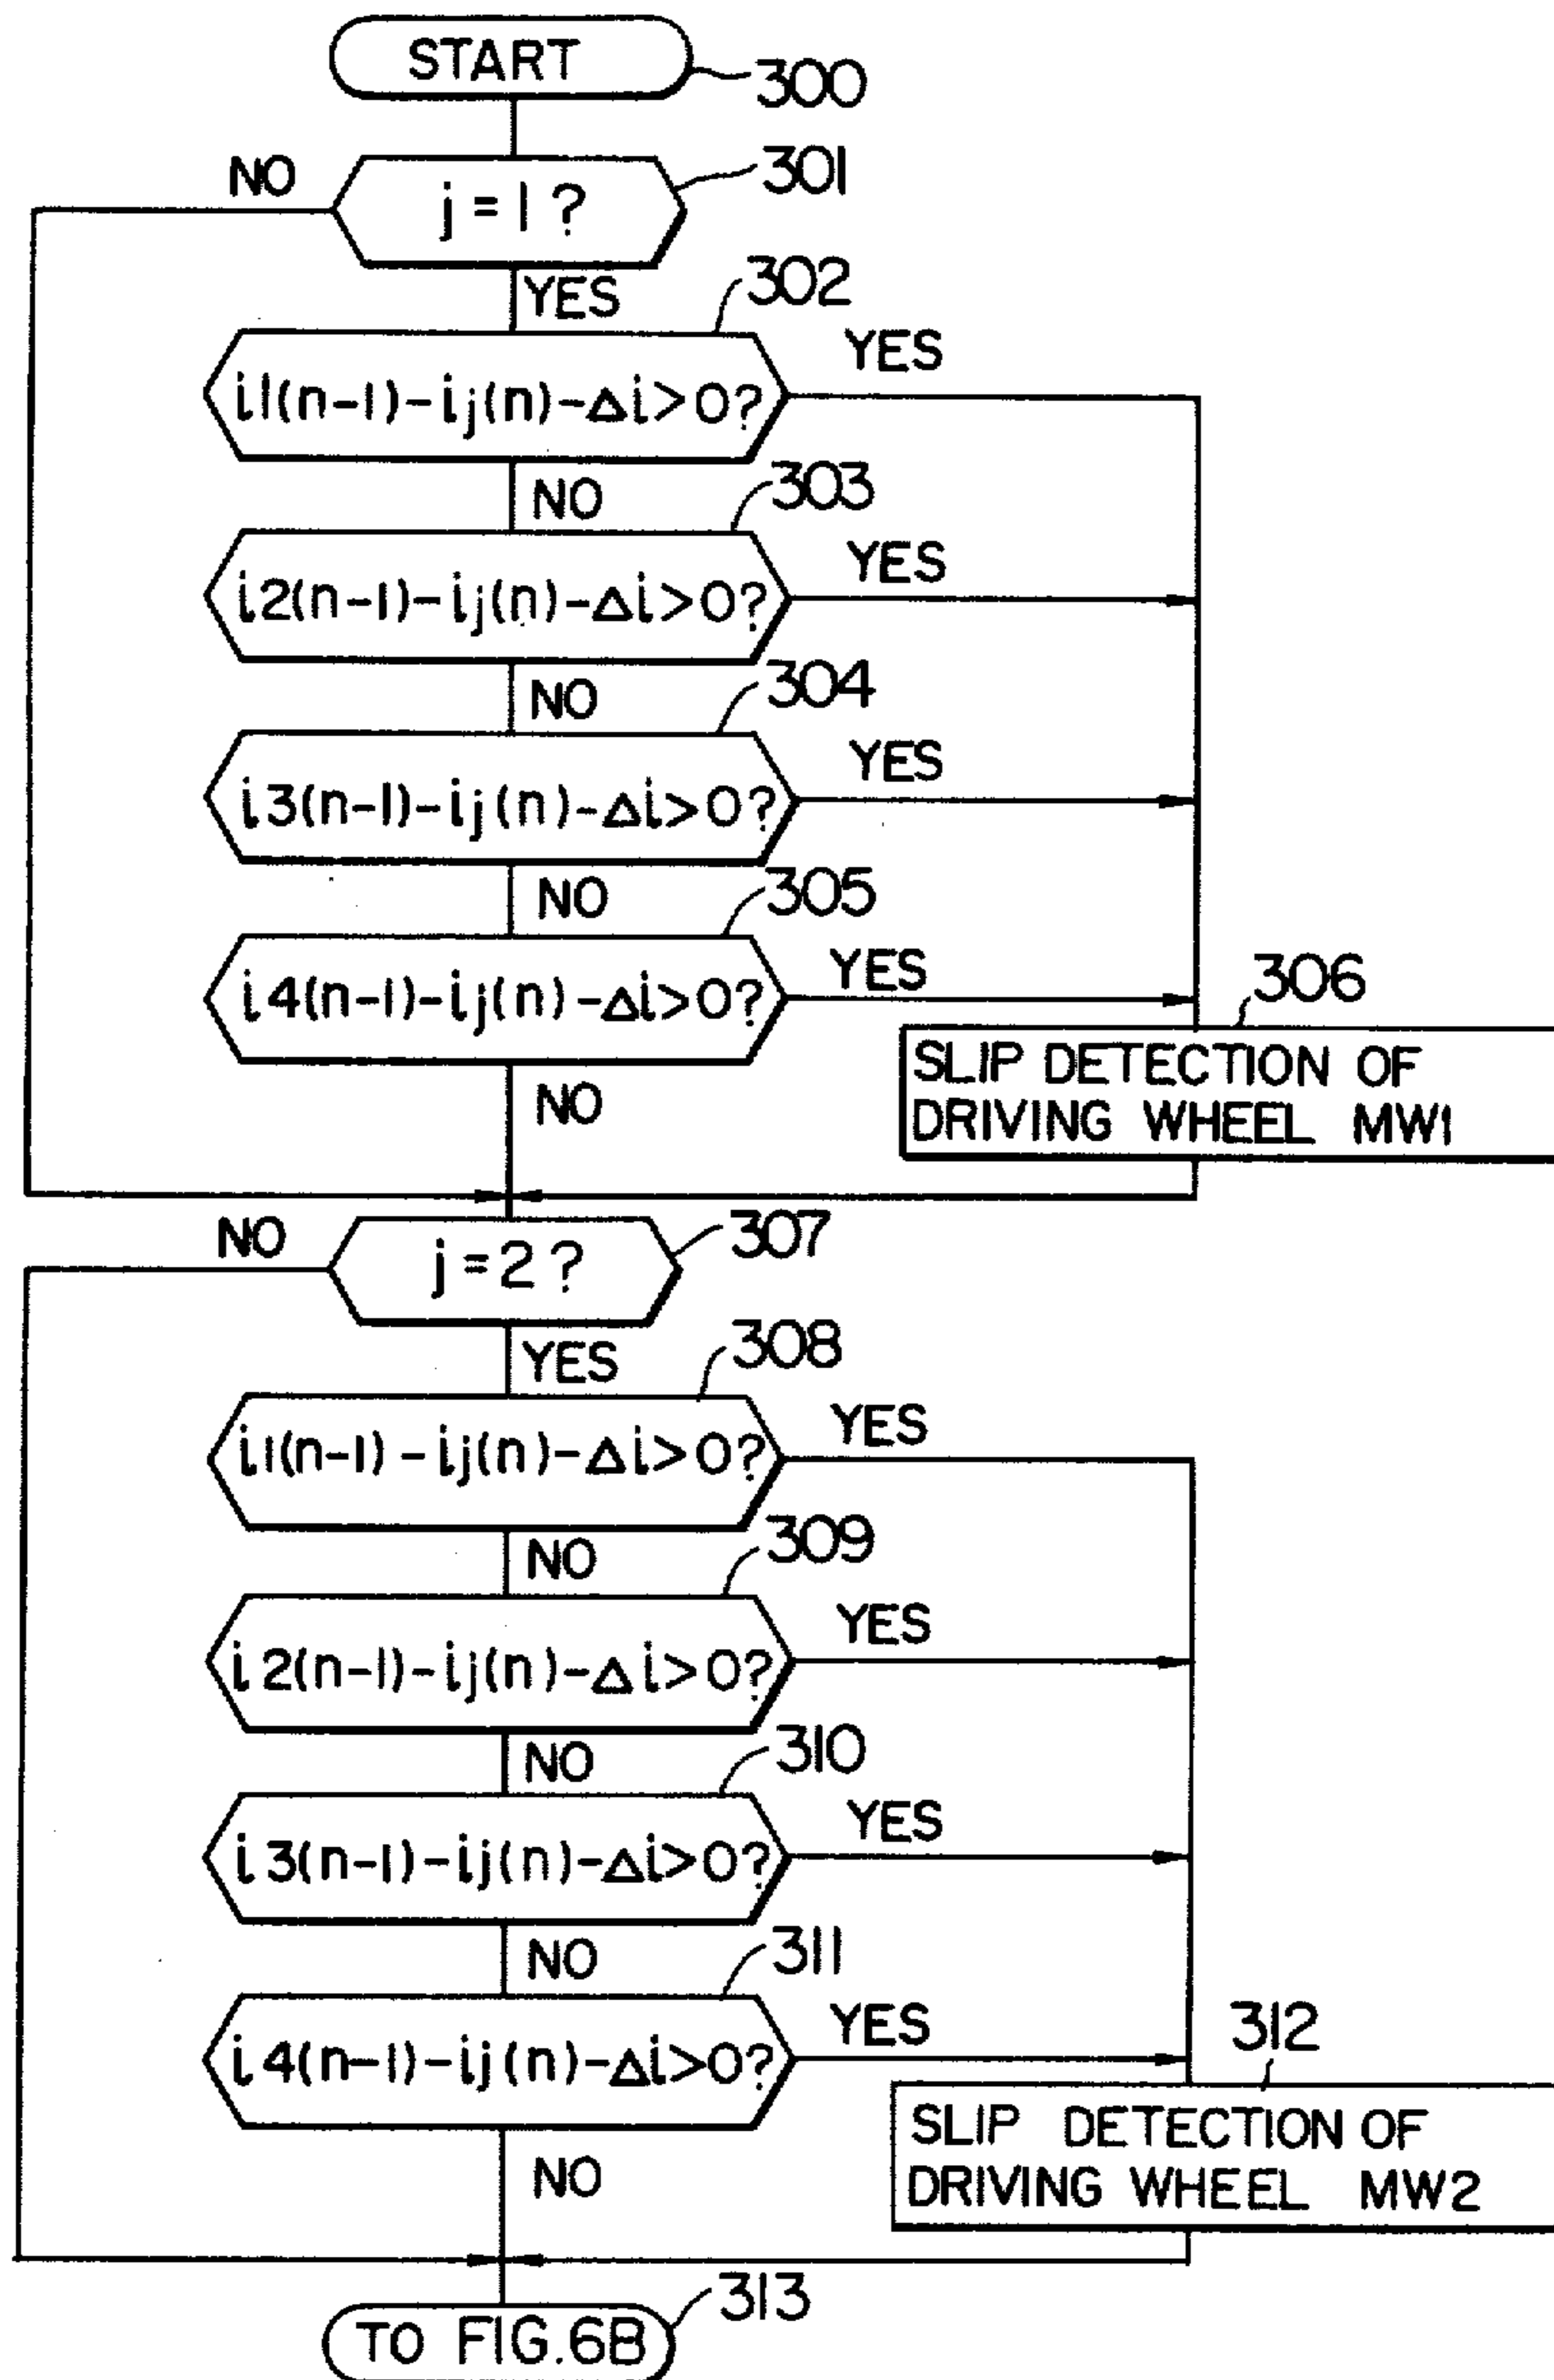 START
300
NO
301
j=1?
YES
302
YES
i1(n-1)-ij(n)-Δi>0?
NO
303
YES
i2(n-1)-ij(n)-Δi>0?
NO
304
YES
i3(n-1)-ij(n)-Δi>0?
NO
305
YES
i4(n-1)-ij(n)-Δi>0?
306
NO
SLIP DETECTION OF
DRIVING WHEEL MW1
NO
307
j=2?
YES
308
YES
i1(n-1)-ij(n)-Δi>0?
NO
309
YES
i2(n-1)-ij(n)-Δi>0?
NO
310
YES
i3(n-1)-ij(n)-Δi>0?
NO
311
YES
i4(n-1)-ij(n)-Δi>0?
312
NO
SLIP DETECTION OF
DRIVING WHEEL MW2
313
TO FIG.6B